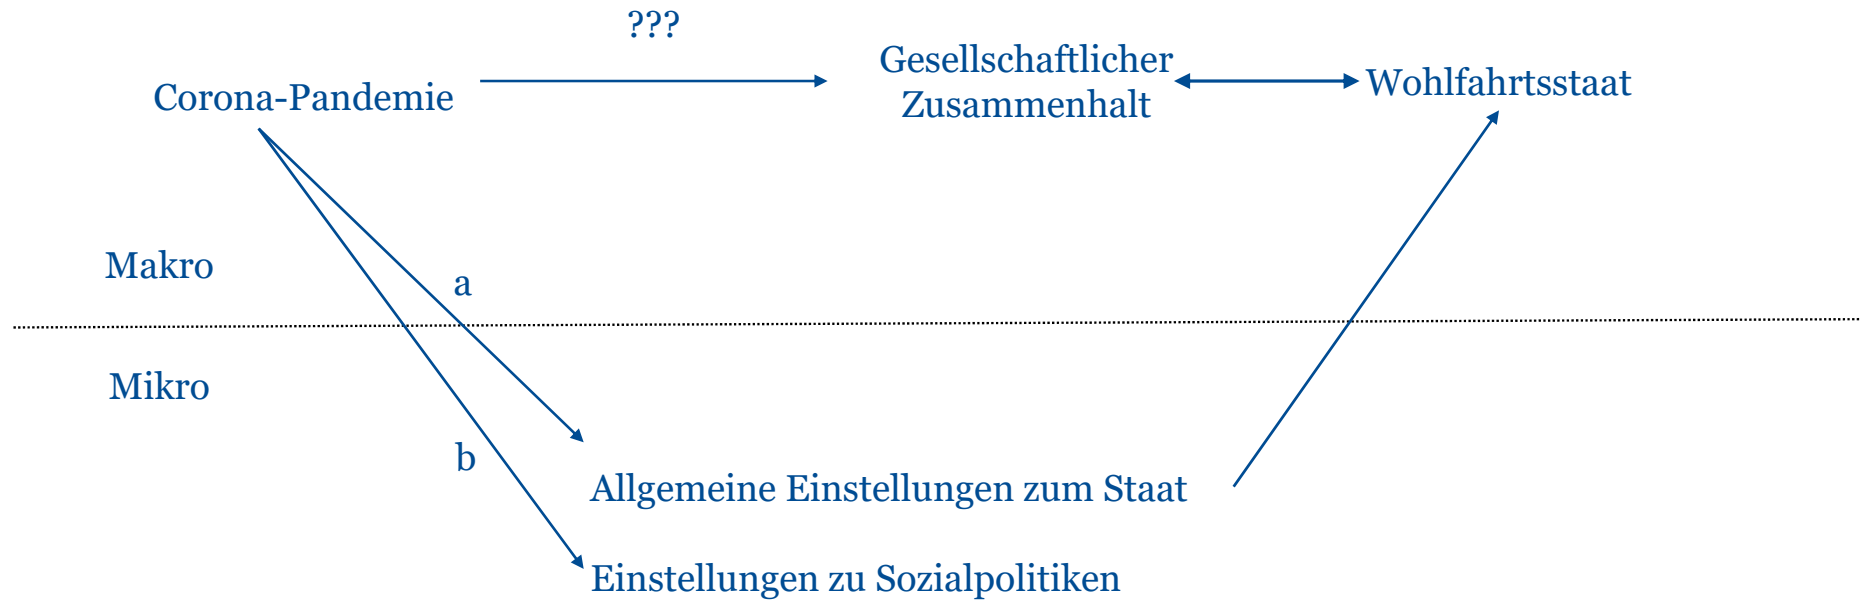 ???
Gesellschaftlicher
Zusammenhalt
Corona-Pandemie
Wohlfahrtsstaat
Makro
a
Mikro
b
Allgemeine Einstellungen zum Staat
Einstellungen zu Sozialpolitiken